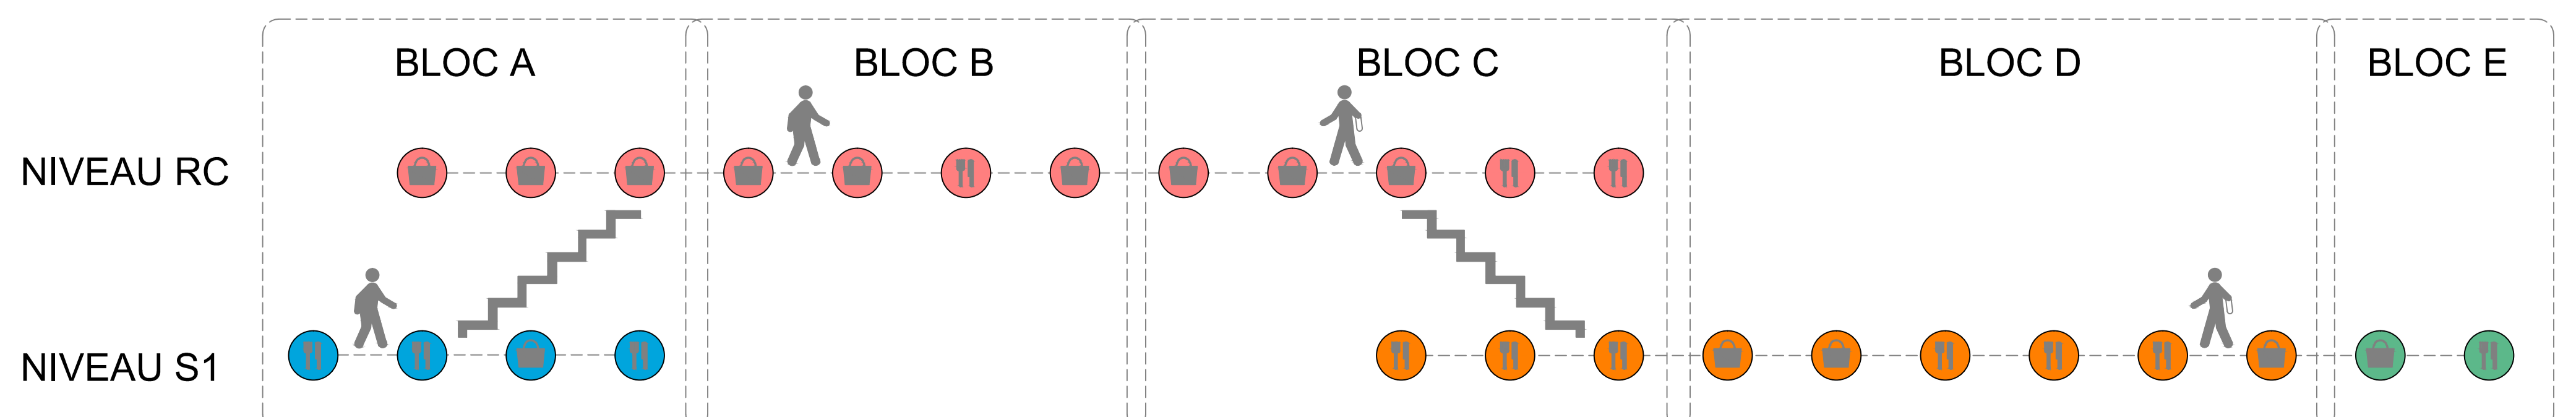 BLOC A
BLOC B
BLOC C
BLOC D
BLOC E
NIVEAU RC
NIVEAU S1